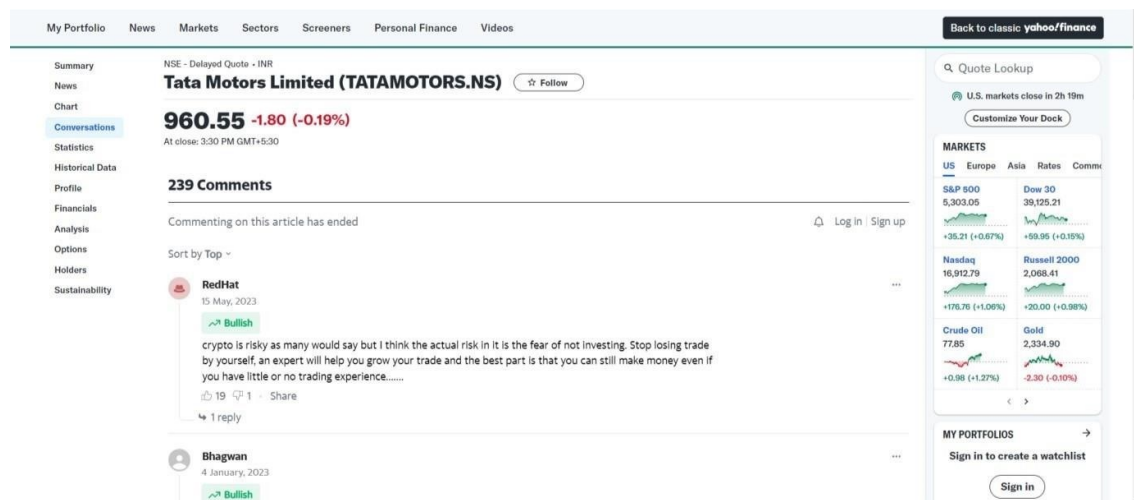 My Portfolio News Markets Sectors Screeners Personal Finance Videos Back to classic yahoo!finance
Summary
News
Chart
Conversations
Statistics
Historical Data
Profile
Financials
Analysis
Options
Holders
Sustainability
NSE - Delayed Quote • INR
Tata Motors Limited (TATAMOTORS.NS) Follow
960.55 -1.80 (-0.19%)
At close: 3:30 PM GMT+5:30
239 Comments
Commenting on this article has ended Log in Sign up
Sort by Top
RedHat
15 May, 2023
Bullish
crypto is risky as many would say but I think the actual risk in it is the fear of not investing. Stop losing trade
by yourself, an expert will help you grow your trade and the best part is that you can still make money even if
you have little or no trading experience.......
19 1 · Share
1 reply
Bhagwan
4 January, 2023
Bullish
Quote Lookup
U.S. markets close in 2h 19m
Customize Your Dock
MARKETS
US Europe Asia Rates Comm
S&P 500 Dow 30
5,303.05 39,125.21
+35.21 (+0.67%) +59.95 (+0.15%)
Nasdaq Russell 2000
16,912.79 2,068.41
+176.76 (+1.06%) +20.00 (+0.98%)
Crude Oil Gold
77.85 2,334.90
+0.98 (+1.27%) -2.30 (-0.10%)
MY PORTFOLIOS
Sign in to create a watchlist
Sign in